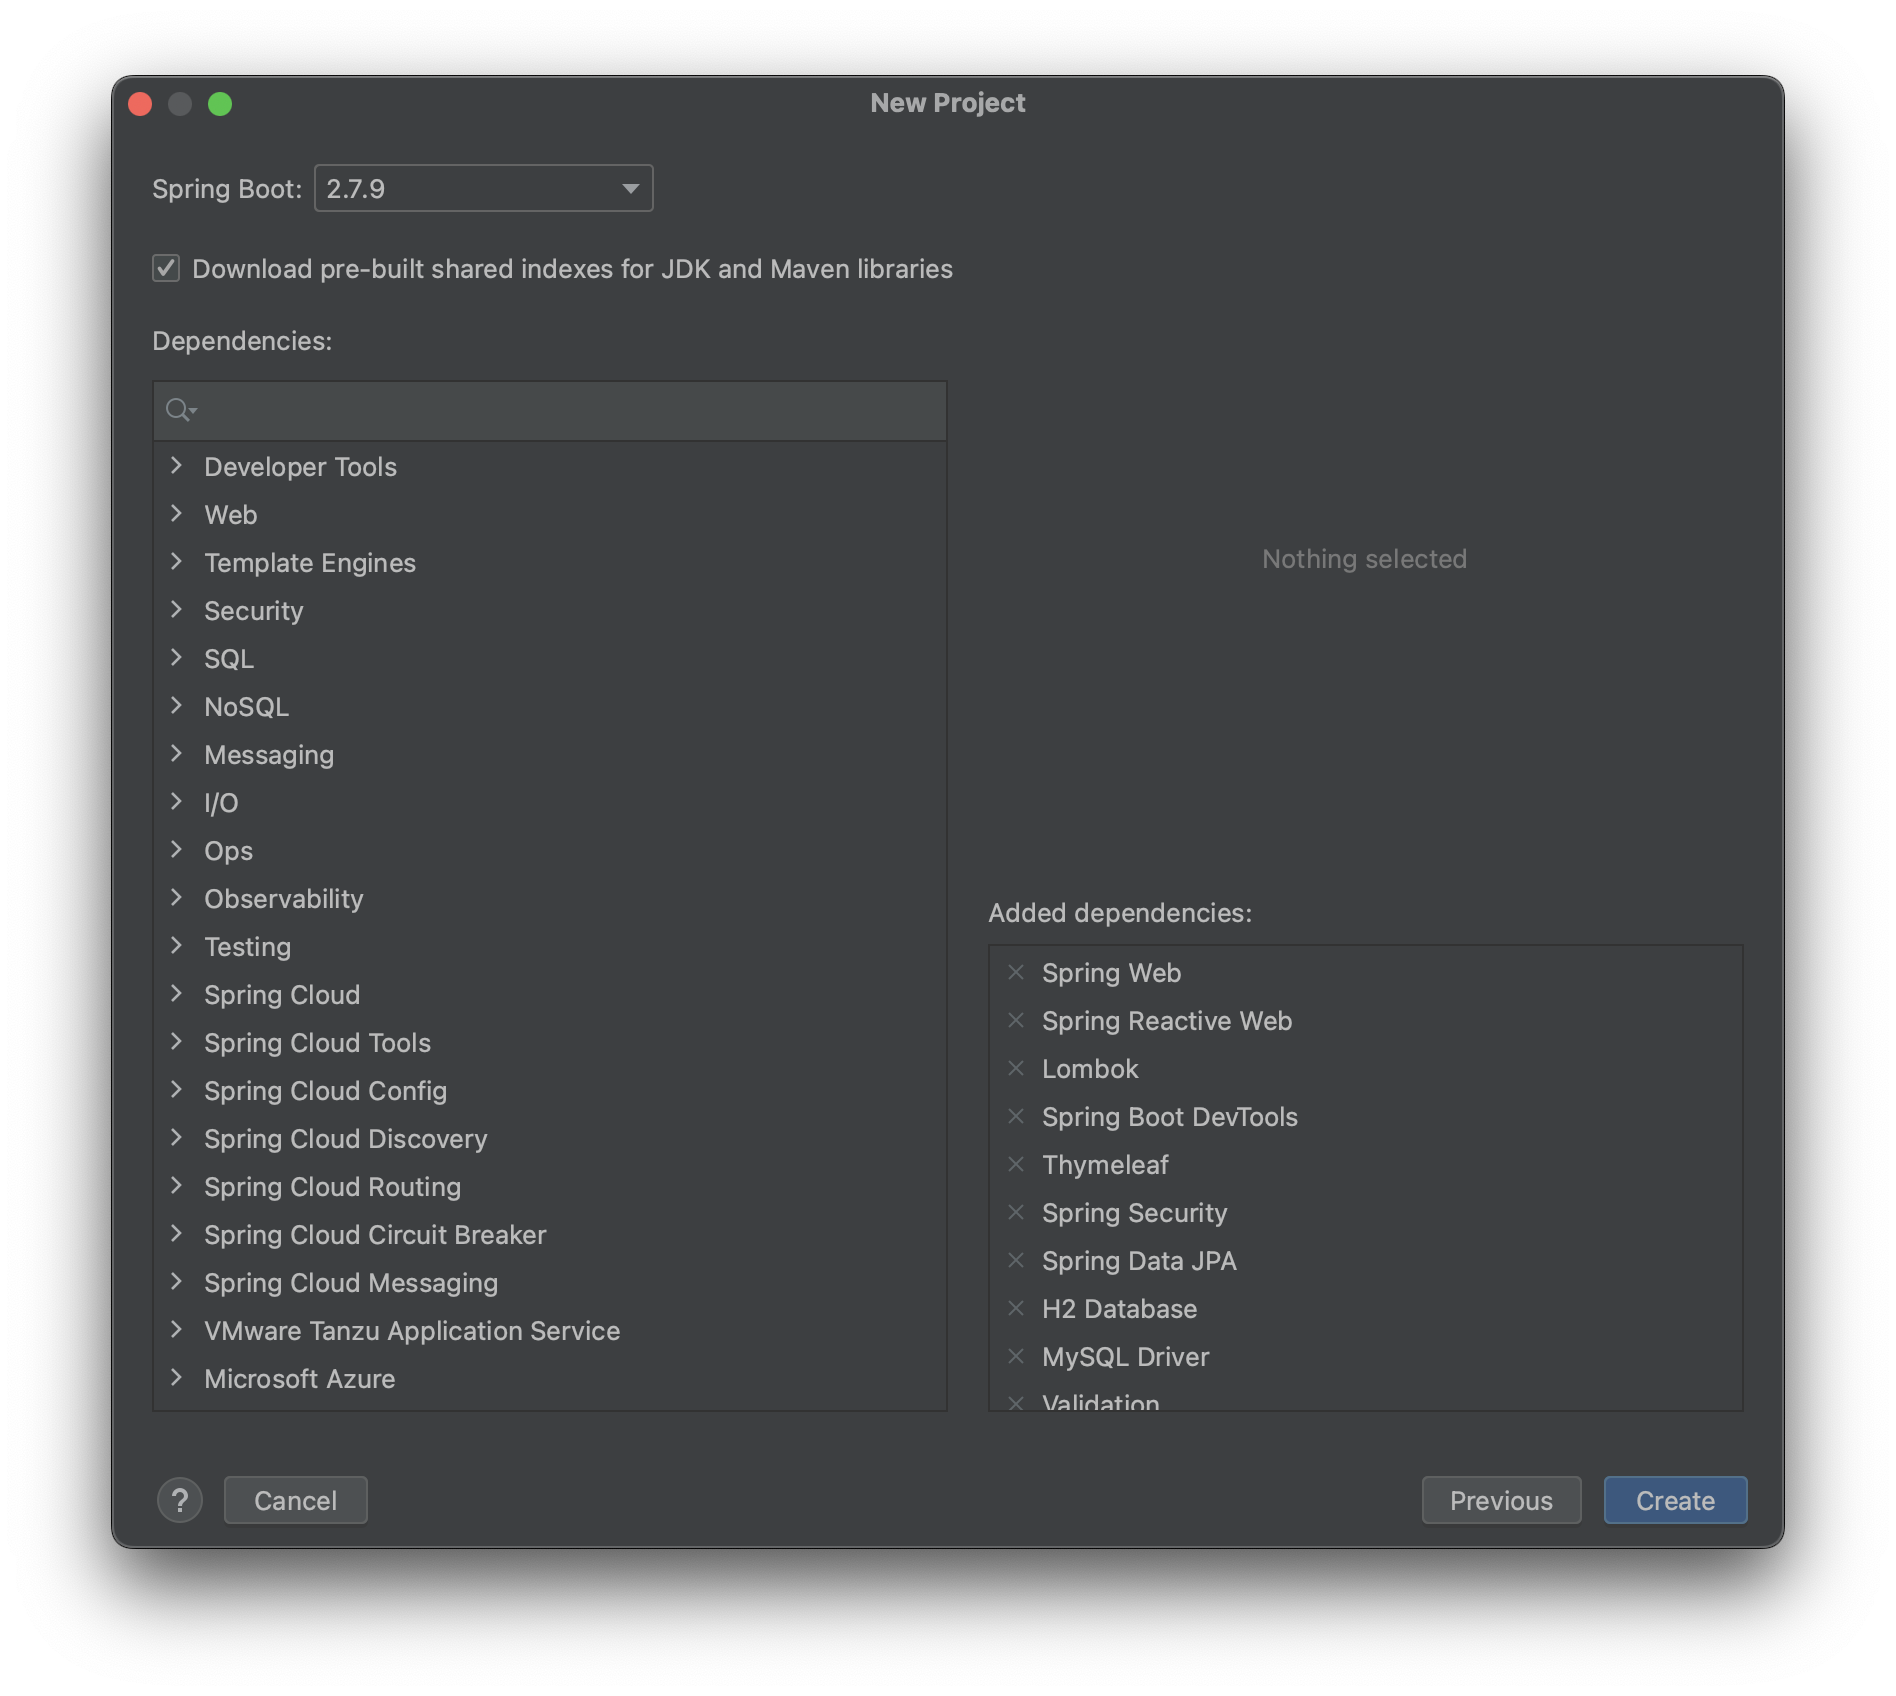 New Project
Spring Boot: 2.7.9
Download pre-built shared indexes for JDK and Maven libraries
Dependencies:
Developer Tools
Web
Template Engines
Security
SQL
NoSQL
Messaging
I/O
Ops
Observability
Testing
Spring Cloud
Spring Cloud Tools
Spring Cloud Config
Spring Cloud Discovery
Spring Cloud Routing
Spring Cloud Circuit Breaker
Spring Cloud Messaging
VMware Tanzu Application Service
Microsoft Azure
Nothing selected
Added dependencies:
Spring Web
Spring Reactive Web
Lombok
Spring Boot DevTools
Thymeleaf
Spring Security
Spring Data JPA
H2 Database
MySQL Driver
Validation
? Cancel Previous Create